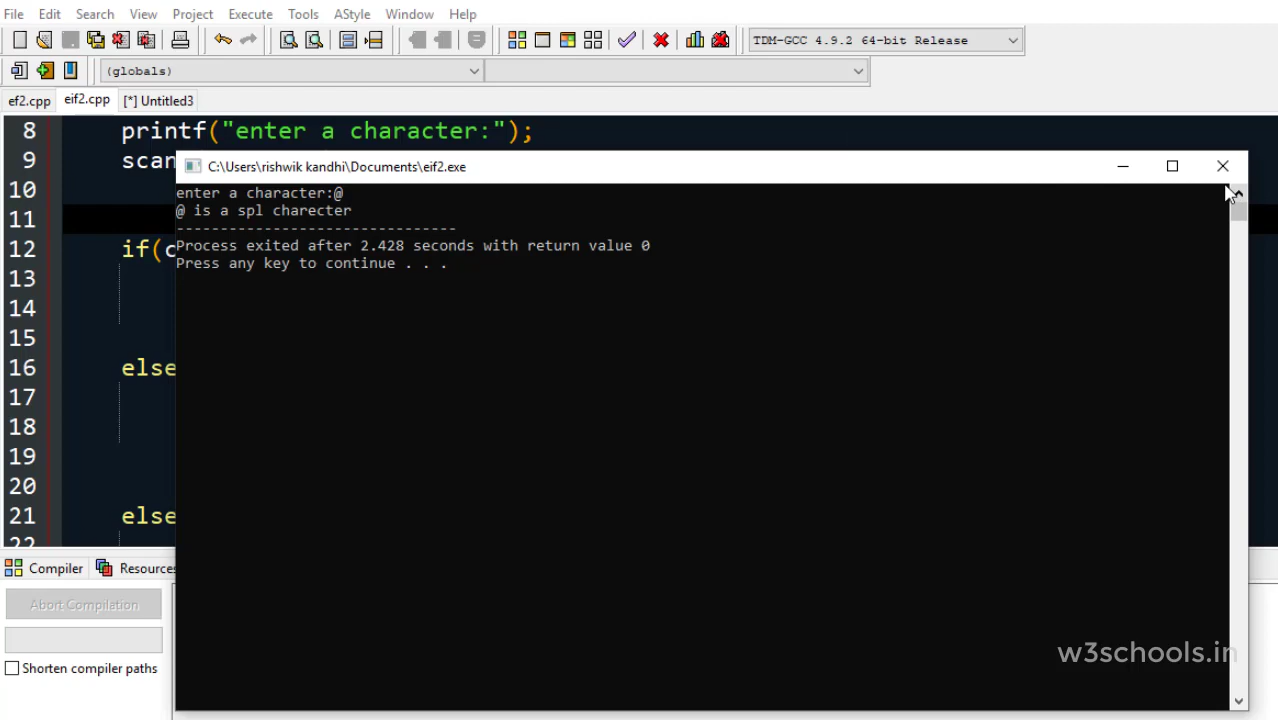 File Edit Search View Project Execute Tools AStyle Window Help
TDM-GCC 4.9.2 64-bit Release
(globals)
ef2.cpp eif2.cpp [*] Untitled3
8 printf("enter a character:");
9 scan
C:\Users\rishwik kandhi\Documents\eif2.exe
10
enter a character:@
11
@ is a spl charecter
--------------------------------
12 if(c
Process exited after 2.428 seconds with return value 0
Press any key to continue . . .
13
14
15
16 else
17
18
19
20
21 else
22
Compiler Resources
Abort Compilation
Shorten compiler paths
w3schools.in